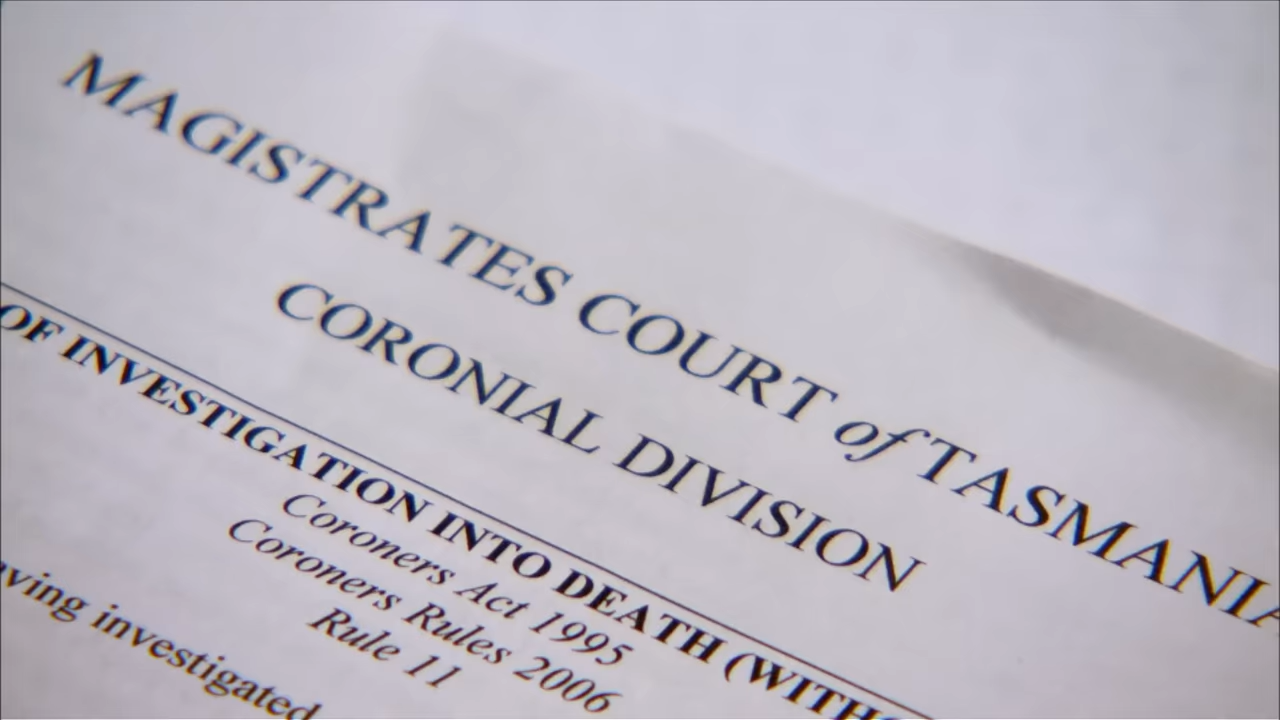 MAGISTRATES COURT of TASMANIA
CORONIAL DIVISION
OF INVESTIGATION INTO DEATH (WITH
Coroners Act 1995
Coroners Rules 2006
Rule 11
investigated